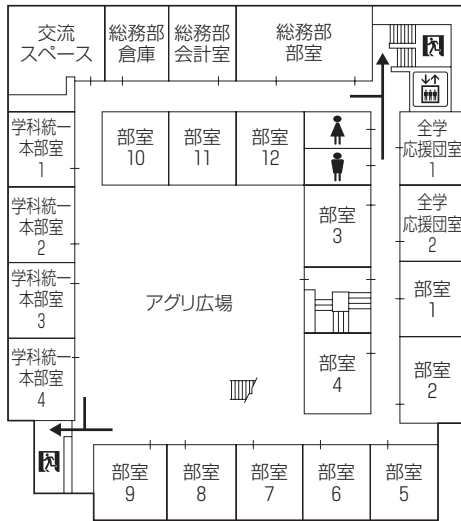 交流
スペース
総務部
倉庫
総務部
会計室
総務部
部室
学科統一
本部室
1
部室
10
部室
11
部室
12
全学
応援団室
1
学科統一
本部室
2
部室
3
全学
応援団室
2
学科統一
本部室
3
アグリ広場
部室
1
学科統一
本部室
4
部室
4
部室
2
部室
9
部室
8
部室
7
部室
6
部室
5